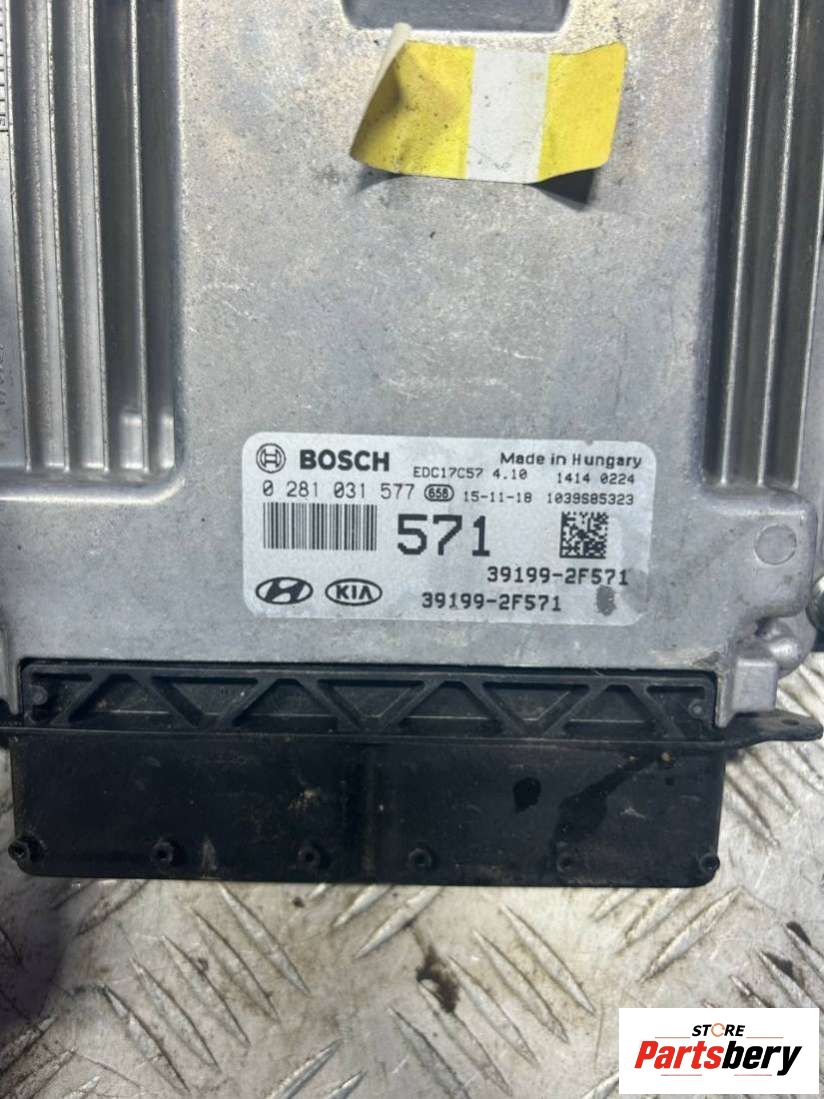 BOSCH EDC17C57 4.10 Made in Hungary
1414 0224
0 281 031 577 658 15-11-18 1039S85323
571
39199-2F571
KIA 39199-2F571
STORE
Partsbery